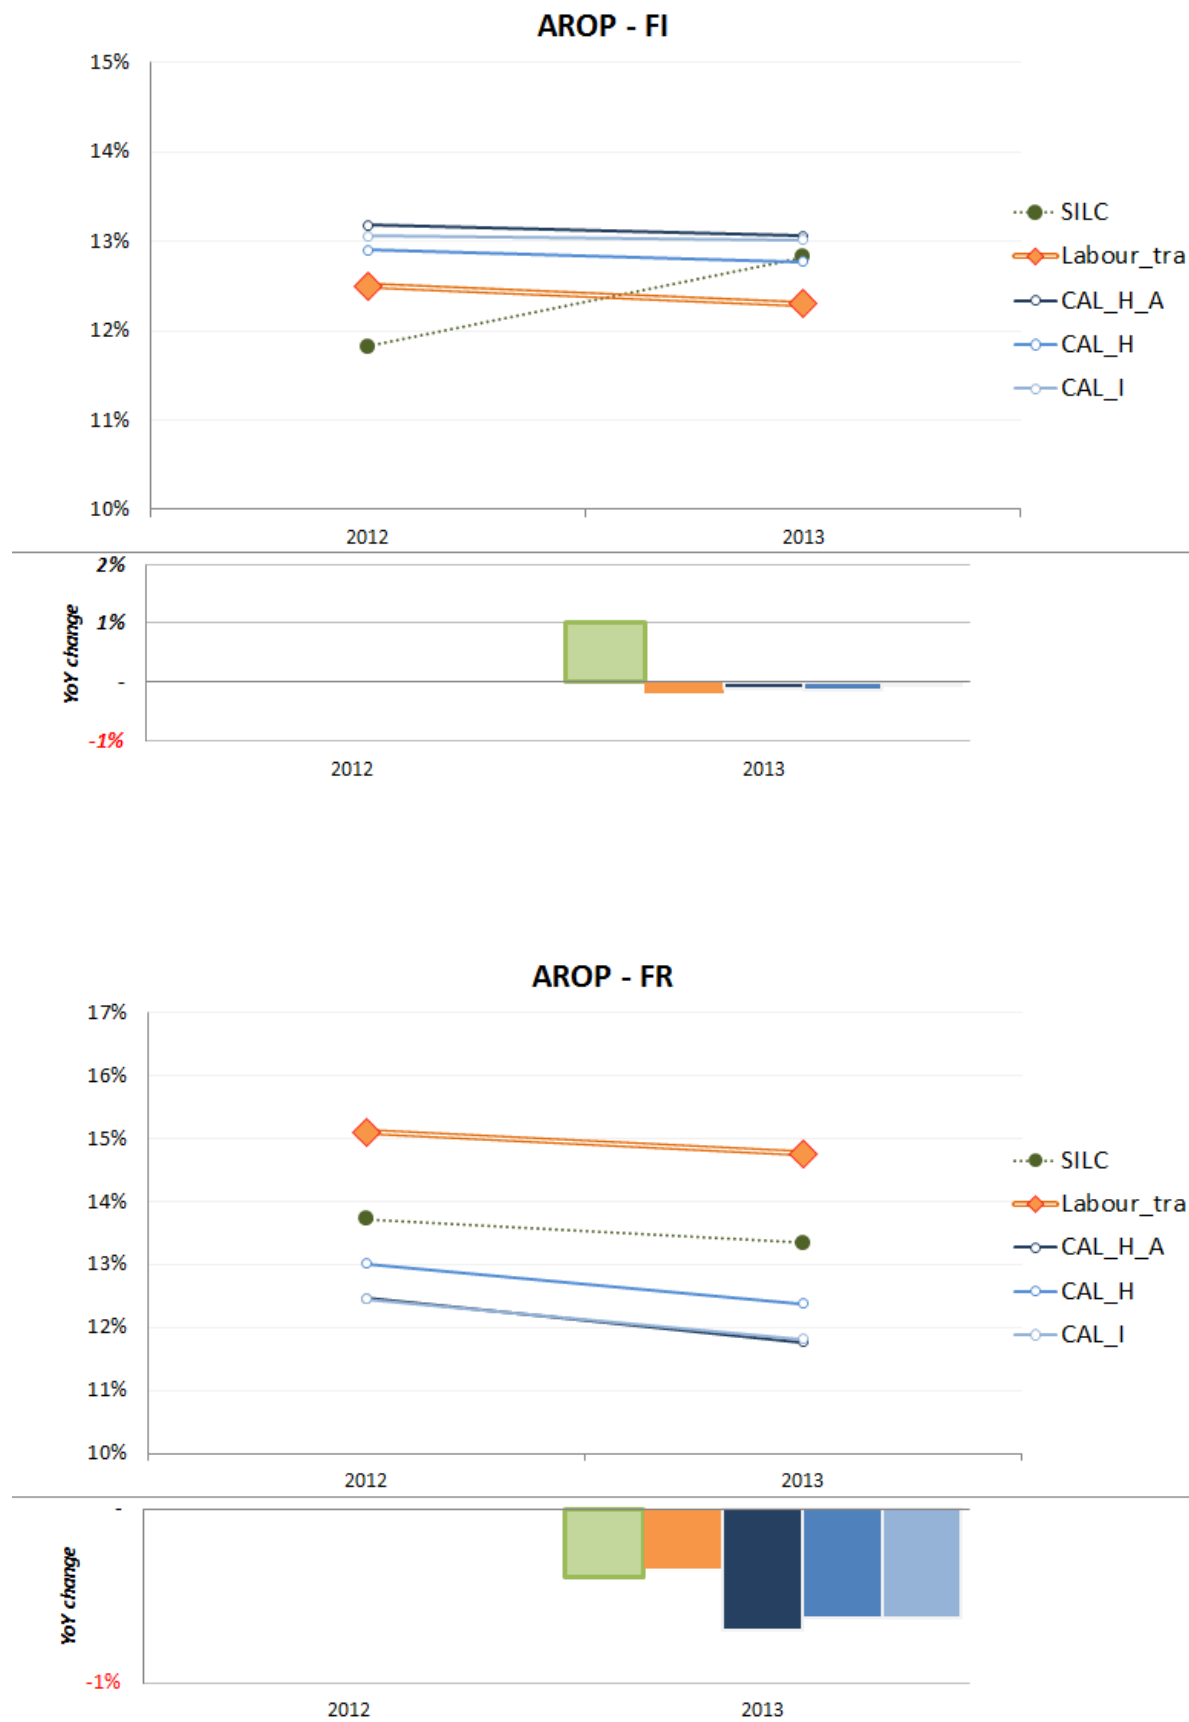 AROP - FI
15%
14%
13%
12%
11%
10%
2012 2013
SILC
Labour_tra
CAL_H_A
CAL_H
CAL_I
YoY change
2%
1%
-
-1%
2012 2013
AROP - FR
17%
16%
15%
14%
13%
12%
11%
10%
2012 2013
SILC
Labour_tra
CAL_H_A
CAL_H
CAL_I
YoY change
-
-1%
2012 2013